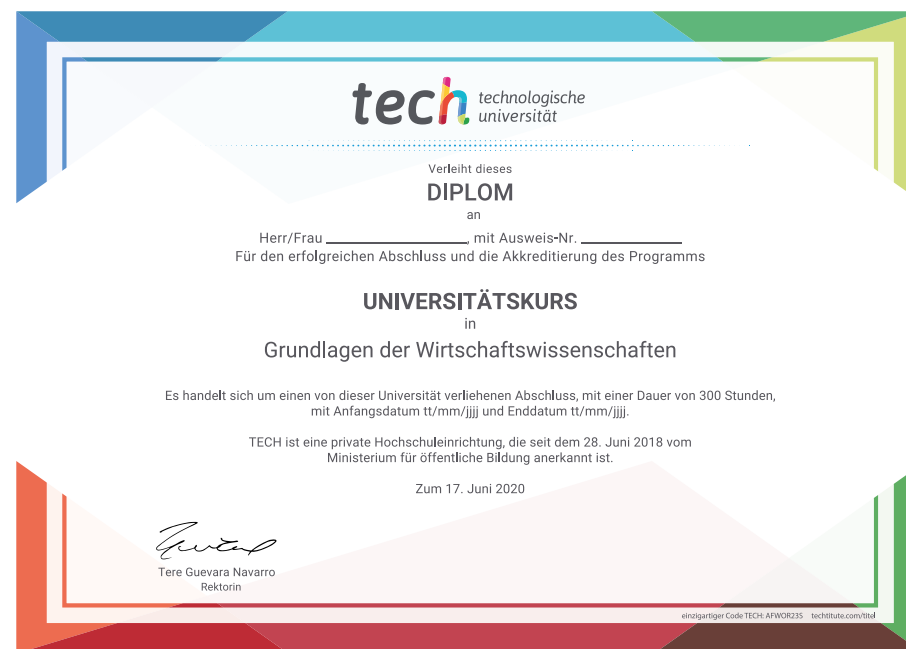 tech technologische
universität
Verleiht dieses
DIPLOM
an
Herr/Frau ____________, mit Ausweis-Nr. ____________
Für den erfolgreichen Abschluss und die Akkreditierung des Programms
UNIVERSITÄTSKURS
in
Grundlagen der Wirtschaftswissenschaften
Es handelt sich um einen von dieser Universität verliehenen Abschluss, mit einer Dauer von 300 Stunden,
mit Anfangsdatum tt/mm/jjjj und Enddatum tt/mm/jjjj.
TECH ist eine private Hochschuleinrichtung, die seit dem 28. Juni 2018 vom
Ministerium für öffentliche Bildung anerkannt ist.
Zum 17. Juni 2020
Tere Guevara Navarro
Rektorin
einzigartiger Code TECH: AFWOR23S techtitute.com/titel